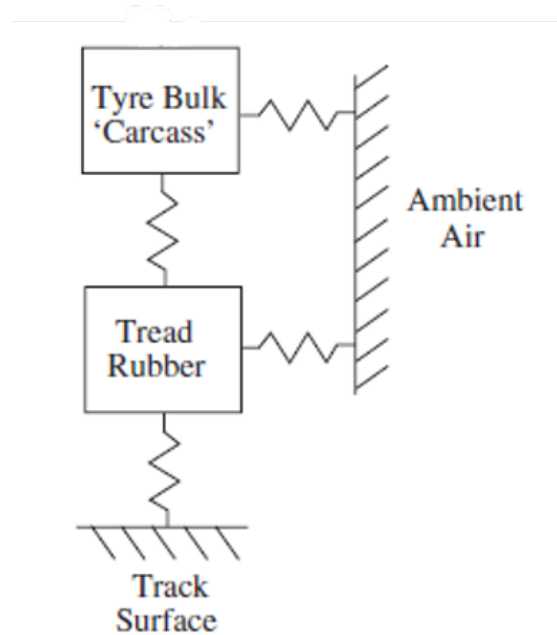 Tyre Bulk
‘Carcass’
Ambient
Air
Tread
Rubber
Track
Surface